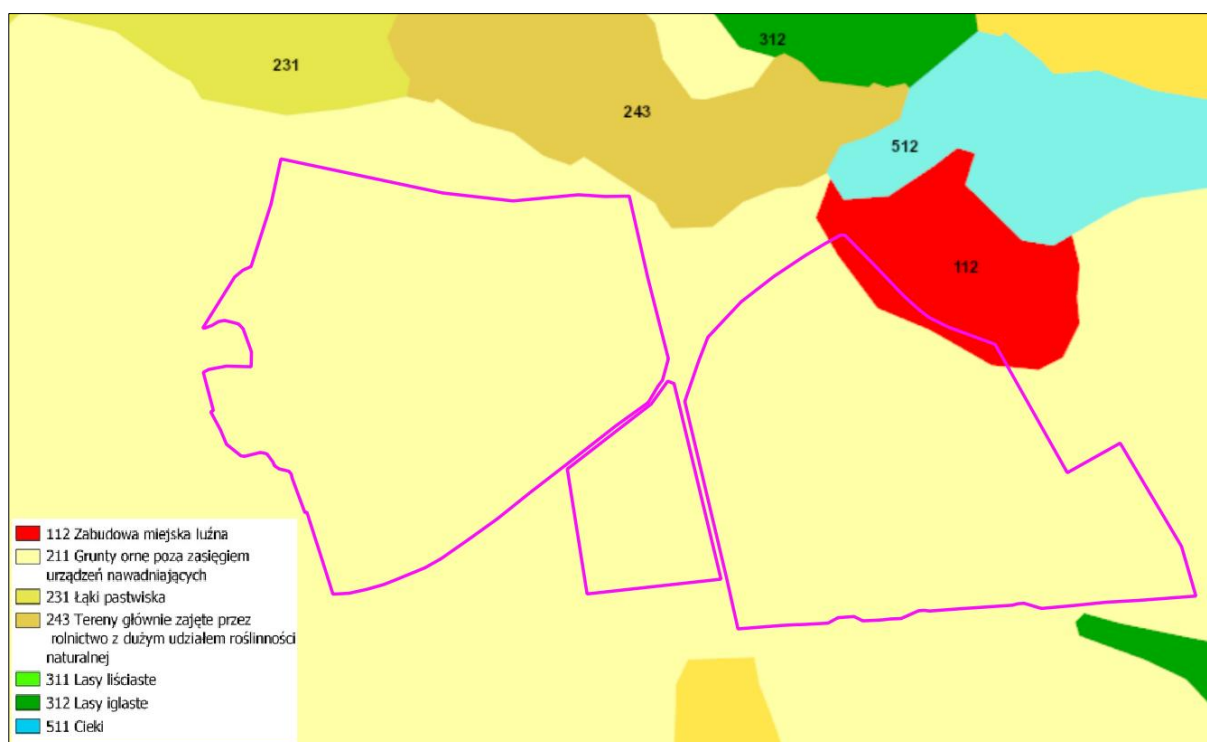 312
231
243
512
112
112 Zabudowa miejska luźna
211 Grunty orne poza zasięgiem
urządzeń nawadniających
231 Łąki pastwiska
243 Tereny głównie zajęte przez
rolnictwo z dużym udziałem roślinności
naturalnej
311 Lasy liściaste
312 Lasy iglaste
511 Cieki